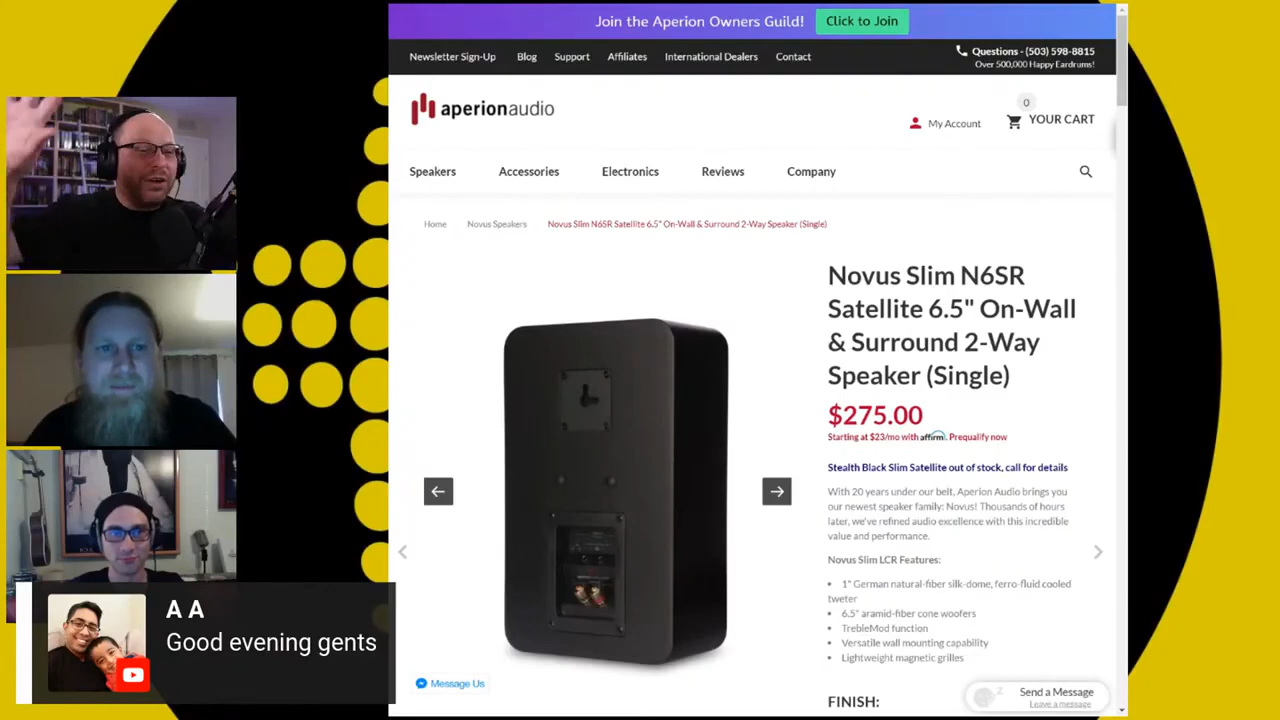 Join the Aperion Owners Guild!
Click to Join
Newsletter Sign-Up
Blog
Support
Affiliates
International Dealers
Contact
Questions - (503) 598-8815
Over 500,000 Happy Eardrums!
aperionaudio
My Account
0
YOUR CART
Speakers
Accessories
Electronics
Reviews
Company
Home
Novus Speakers
Novus Slim N6SR Satellite 6.5" On-Wall & Surround 2-Way Speaker (Single)
Novus Slim N6SR
Satellite 6.5" On-Wall
& Surround 2-Way
Speaker (Single)
$275.00
Starting at $23/mo with affirm. Prequalify now
Stealth Black Slim Satellite out of stock, call for details
With 20 years under our belt, Aperion Audio brings you
our newest speaker family: Novus! Thousands of hours
later, we've refined audio excellence with this incredible
value and performance.
Novus Slim LCR Features:
• 1" German natural-fiber silk-dome, ferro-fluid cooled
tweter
• 6.5" aramid-fiber cone woofers
• TrebleMod function
• Versatile wall mounting capability
• Lightweight magnetic grilles
FINISH:
Message Us
Send a Message
Leave a message
A A
Good evening gents